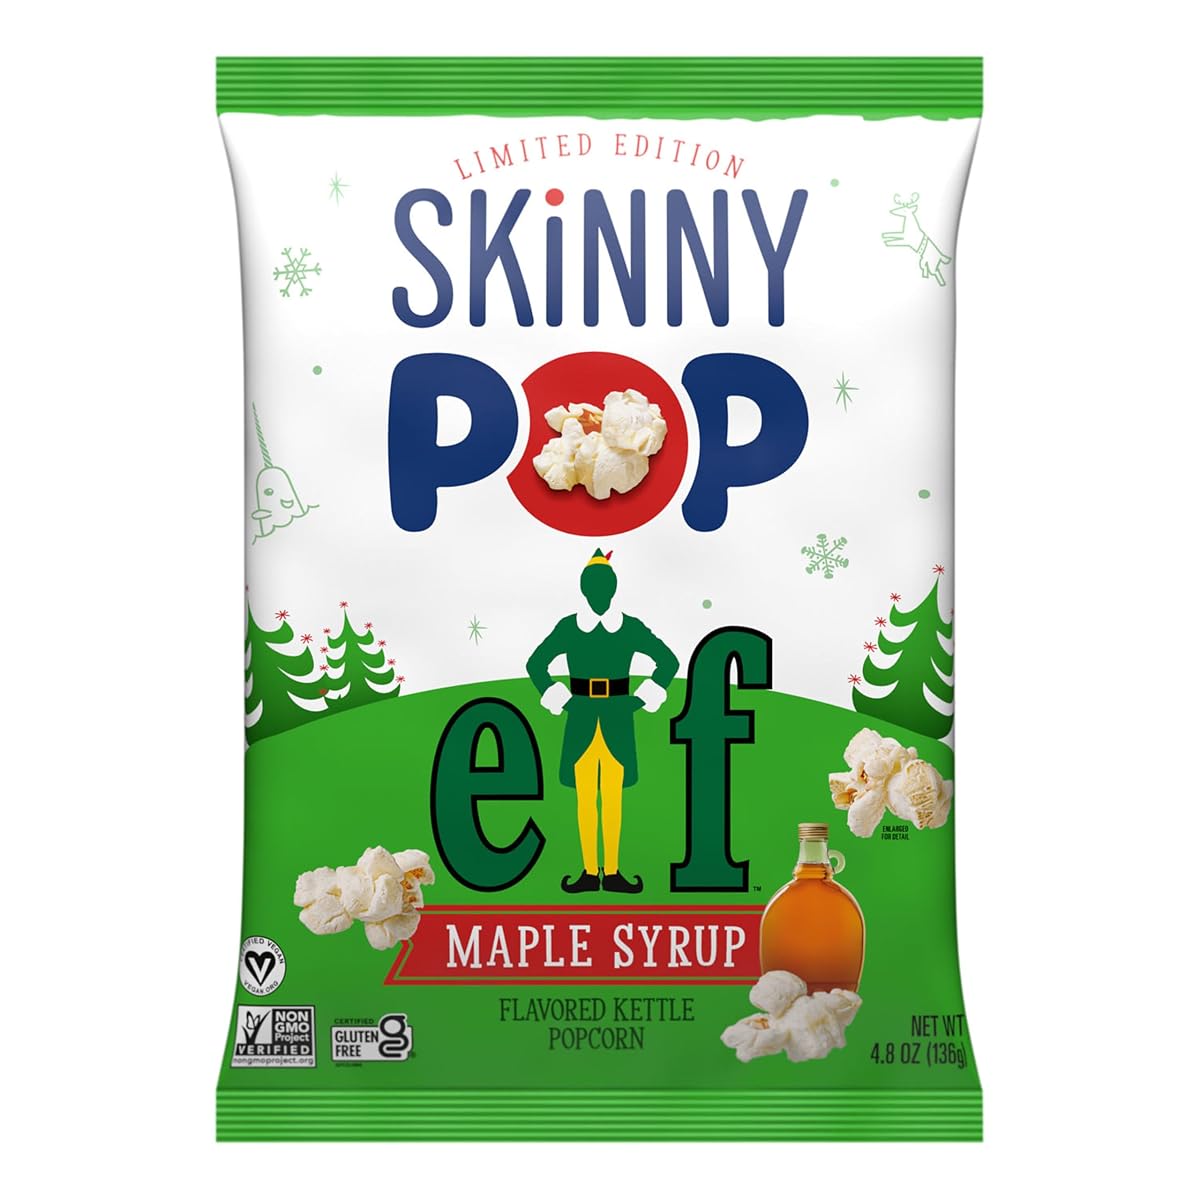 LIMITED EDITION
SKiNNY
POP
elf
™
ENLARGED
FOR DETAIL
MAPLE SYRUP
FLAVORED KETTLE
POPCORN
CERTIFIED VEGAN
VEGAN.ORG
NON
GMO
Project
VERIFIED
nongmoproject.org
CERTIFIED
GLUTEN
FREE
g
NET WT
4.8 OZ (136g)